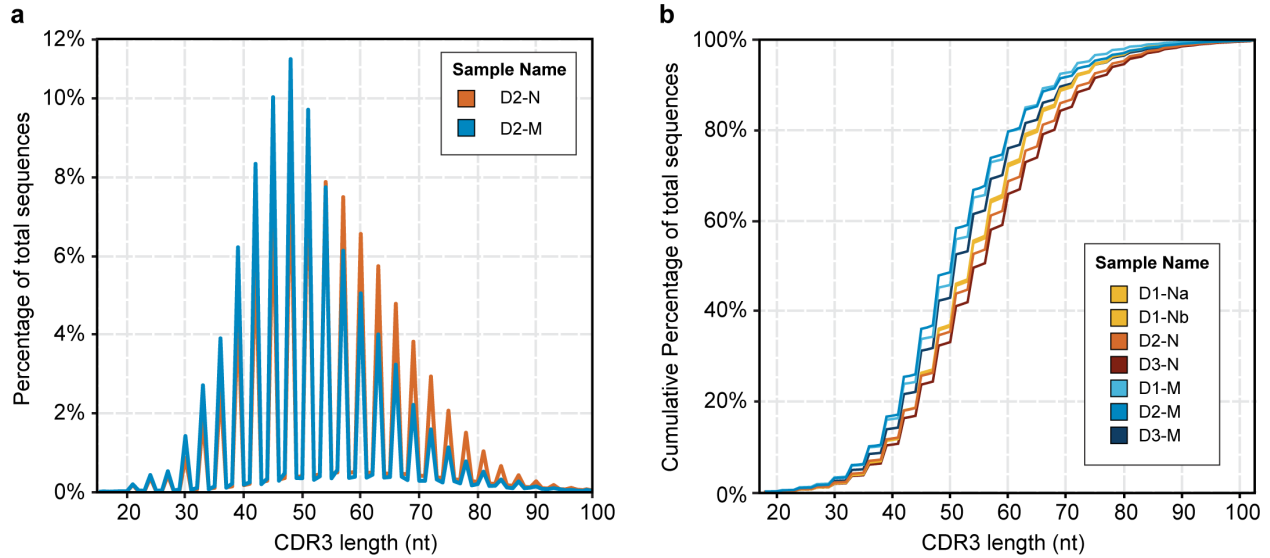 a
Percentage of total sequences
12%
10%
8%
6%
4%
2%
0%
20 30 40 50 60 70 80 90 100
CDR3 length (nt)
Sample Name
D2-N
D2-M
b
Cumulative Percentage of total sequences
100%
80%
60%
40%
20%
0%
20 30 40 50 60 70 80 90 100
CDR3 length (nt)
Sample Name
D1-Na
D1-Nb
D2-N
D3-N
D1-M
D2-M
D3-M